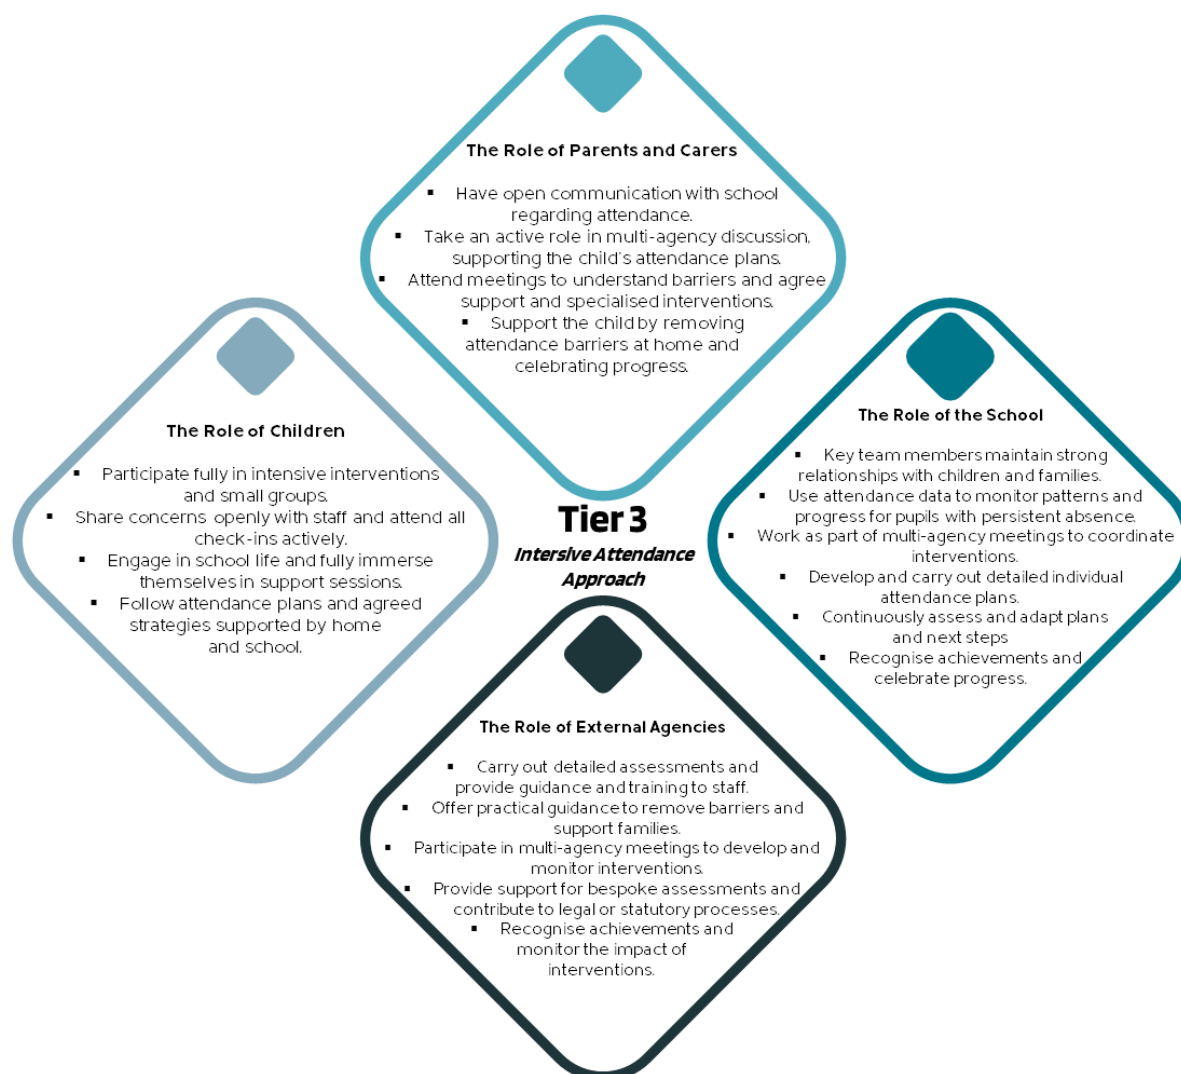 The Role of Parents and Carers
▪ Have open communication with school
regarding attendance.
▪ Take an active role in multi-agency discussion,
supporting the child's attendance plans.
▪ Attend meetings to understand barriers and agree
support and specialised interventions.
▪ Support the child by removing
attendance barriers at home and
celebrating progress.
The Role of Children
▪ Participate fully in intensive interventions
and small groups.
▪ Share concerns openly with staff and attend all
check-ins actively.
▪ Engage in school life and fully immerse
themselves in support sessions.
▪ Follow attendance plans and agreed
strategies supported by home
and school.
Tier 3
Intersive Attendance
Approach
The Role of the School
▪ Key team members maintain strong
relationships with children and families.
▪ Use attendance data to monitor patterns and
progress for pupils with persistent absence.
▪ Work as part of multi-agency meetings to coordinate
interventions.
▪ Develop and carry out detailed individual
attendance plans.
▪ Continuously assess and adapt plans
and next steps
▪ Recognise achievements and
celebrate progress.
The Role of External Agencies
▪ Carry out detailed assessments and
provide guidance and training to staff.
▪ Offer practical guidance to remove barriers and
support families.
▪ Participate in multi-agency meetings to develop and
monitor interventions.
▪ Provide support for bespoke assessments and
contribute to legal or statutory processes.
▪ Recognise achievements and
monitor the impact of
interventions.